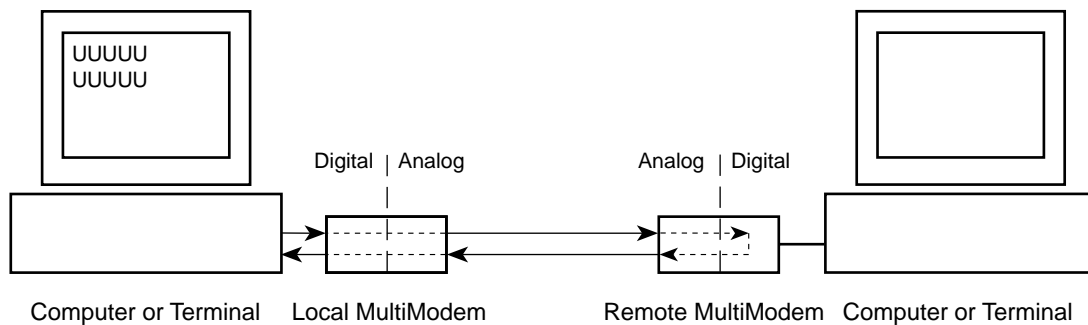 UUUUU
UUUUU
Digital Analog
Analog Digital
Computer or Terminal
Local MultiModem
Remote MultiModem
Computer or Terminal